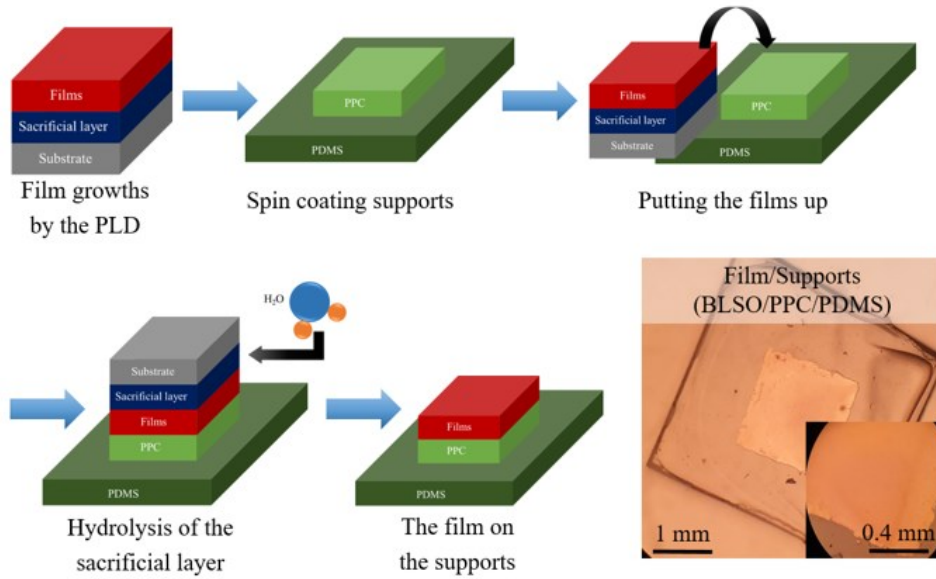 Films
Sacrificial layer
Substrate
Film growths
by the PLD
PPC
PDMS
Spin coating supports
Films
Sacrificial layer
Substrate
PPC
PDMS
Putting the films up
H₂O
Substrate
Sacrificial layer
Films
PPC
PDMS
Hydrolysis of the
sacrificial layer
Films
PPC
PDMS
The film on
the supports
Film/Supports
(BLSO/PPC/PDMS)
1 mm
0.4 mm